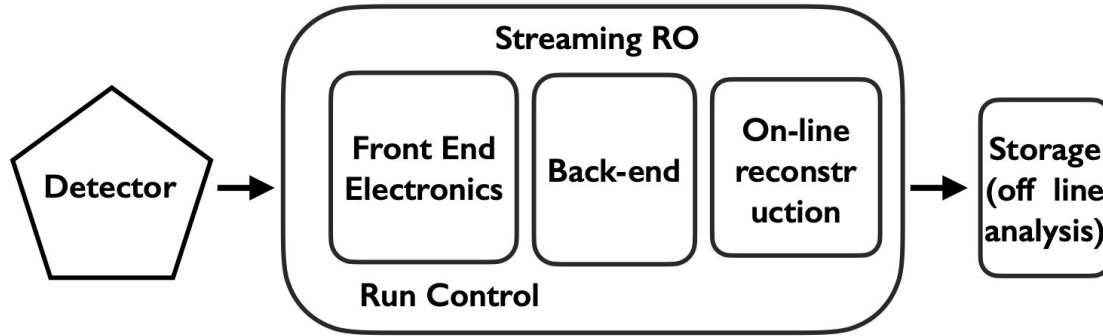 Streaming RO
Detector
Front End
Electronics
Back-end
On-line
reconstr
uction
Storage
(off line
analysis)
Run Control